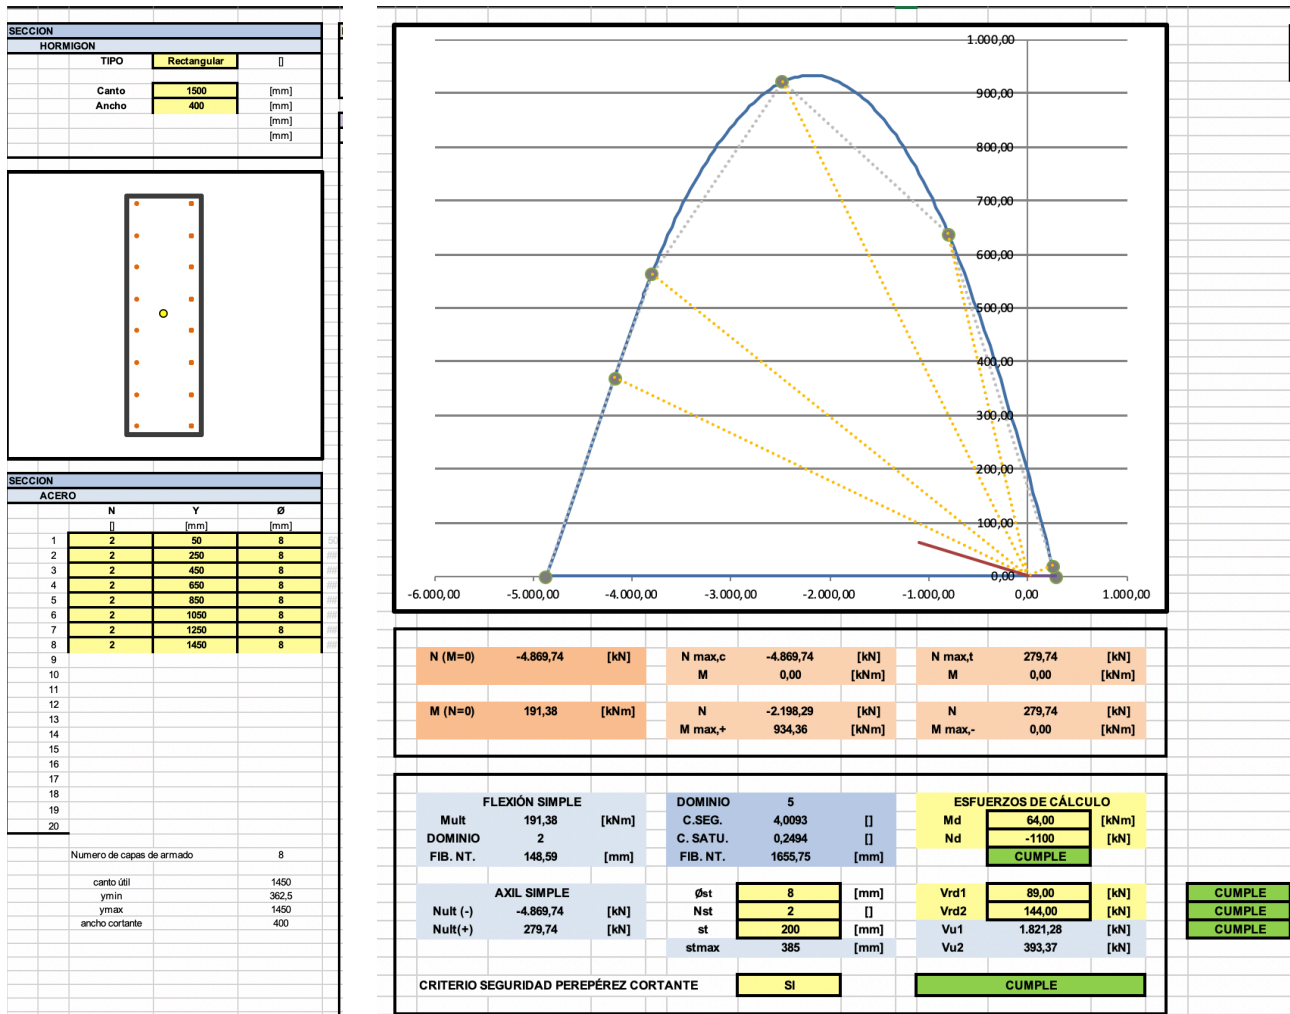 SECCION
HORMIGON
TIPO Rectangular []
Canto 1500 [mm]
Ancho 400 [mm]
[mm]
[mm]
SECCION
ACERO
N Y Ø
[] [mm] [mm]
1 2 50 8
2 2 250 8
3 2 450 8
4 2 650 8
5 2 850 8
6 2 1050 8
7 2 1250 8
8 2 1450 8
9
10
11
12
13
14
15
16
17
18
19
20
Numero de capas de armado 8
canto útil 1450
ymin 362,5
ymax 1450
ancho cortante 400
1.000,00
900,00
800,00
700,00
600,00
500,00
400,00
300,00
200,00
100,00
0,00
-6.000,00 -5.000,00 -4.000,00 -3.000,00 -2.000,00 -1.000,00 0,00 1.000,00
N (M=0) -4.869,74 [kN] N max,c -4.869,74 [kN] N max,t 279,74 [kN]
M 0,00 [kNm] M 0,00 [kNm]
M (N=0) 191,38 [kNm] N -2.198,29 [kN] N 279,74 [kN]
M max,+ 934,36 [kNm] M max,- 0,00 [kNm]
FLEXIÓN SIMPLE DOMINIO 5 ESFUERZOS DE CÁLCULO
Mult 191,38 [kNm] C.SEG. 4,0093 [] Md 64,00 [kNm]
DOMINIO 2 C. SATU. 0,2494 [] Nd -1100 [kN]
FIB. NT. 148,59 [mm] FIB. NT. 1655,75 [mm] CUMPLE
AXIL SIMPLE Øst 8 [mm] Vrd1 89,00 [kN] CUMPLE
Nult (-) -4.869,74 [kN] Nst 2 [] Vrd2 144,00 [kN] CUMPLE
Nult(+) 279,74 [kN] st 200 [mm] Vu1 1.821,28 [kN] CUMPLE
stmax 385 [mm] Vu2 393,37 [kN]
CRITERIO SEGURIDAD PEREPÉREZ CORTANTE SI CUMPLE